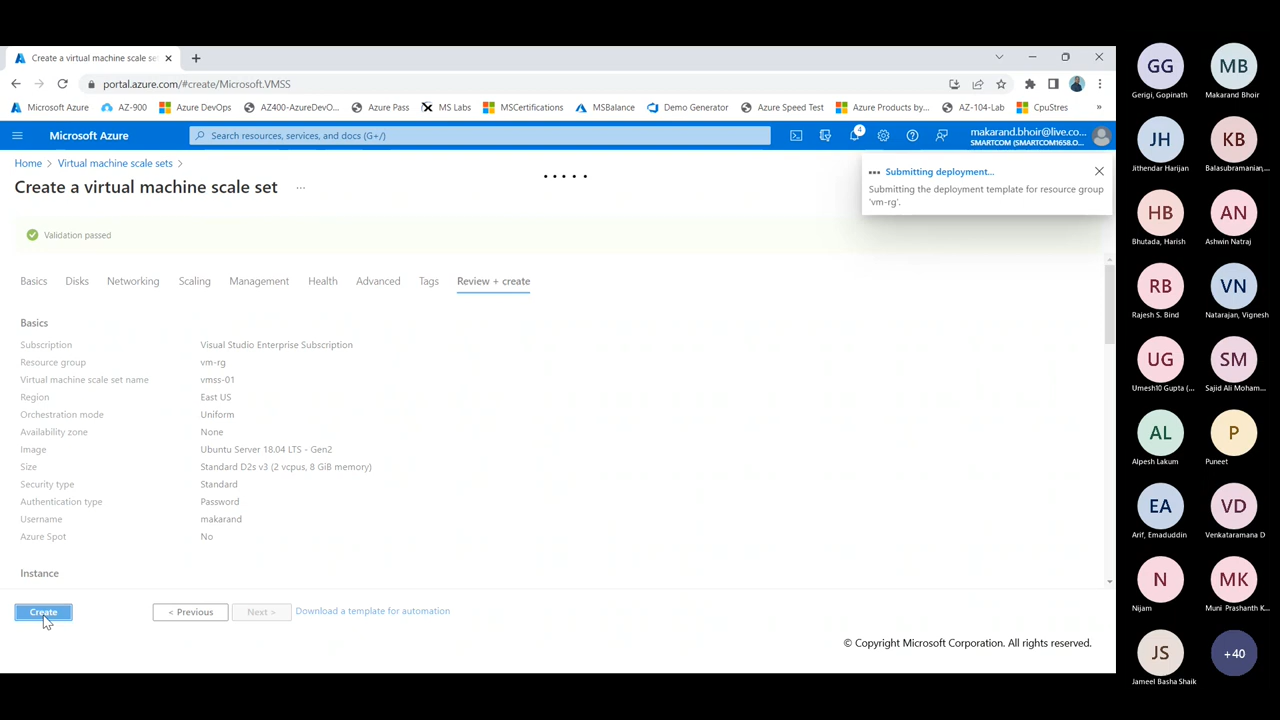 Create a virtual machine scale se
portal.azure.com/#create/Microsoft.VMSS
Microsoft Azure
AZ-900
Azure DevOps
AZ400-AzureDevO...
Azure Pass
MS Labs
MSCertifications
MSBalance
Demo Generator
Azure Speed Test
Azure Products by...
AZ-104-Lab
CpuStres
»
Microsoft Azure
Search resources, services, and docs (G+/)
4
makarand.bhoir@live.co...
SMARTCOM (SMARTCOM1658.O...
Home > Virtual machine scale sets >
Create a virtual machine scale set ...
Submitting deployment...
Submitting the deployment template for resource group
'vm-rg'.
Validation passed
Basics Disks Networking Scaling Management Health Advanced Tags Review + create
Basics
Subscription Visual Studio Enterprise Subscription
Resource group vm-rg
Virtual machine scale set name vmss-01
Region East US
Orchestration mode Uniform
Availability zone None
Image Ubuntu Server 18.04 LTS - Gen2
Size Standard D2s v3 (2 vcpus, 8 GiB memory)
Security type Standard
Authentication type Password
Username makarand
Azure Spot No
Instance
Create
< Previous
Next >
Download a template for automation
© Copyright Microsoft Corporation. All rights reserved.
GG MB
Gerigi, Gopinath Makarand Bhoir
JH KB
Jithendar Harijan Balasubramanian,...
HB AN
Bhutada, Harish Ashwin Natraj
RB VN
Rajesh S. Bind Natarajan, Vignesh
UG SM
Umesh10 Gupta (... Sajid Ali Moham...
AL P
Alpesh Lakum Puneet
EA VD
Arif, Emaduddin Venkataramana D
N MK
Nijam Muni Prashanth K...
JS +40
Jameel Basha Shaik